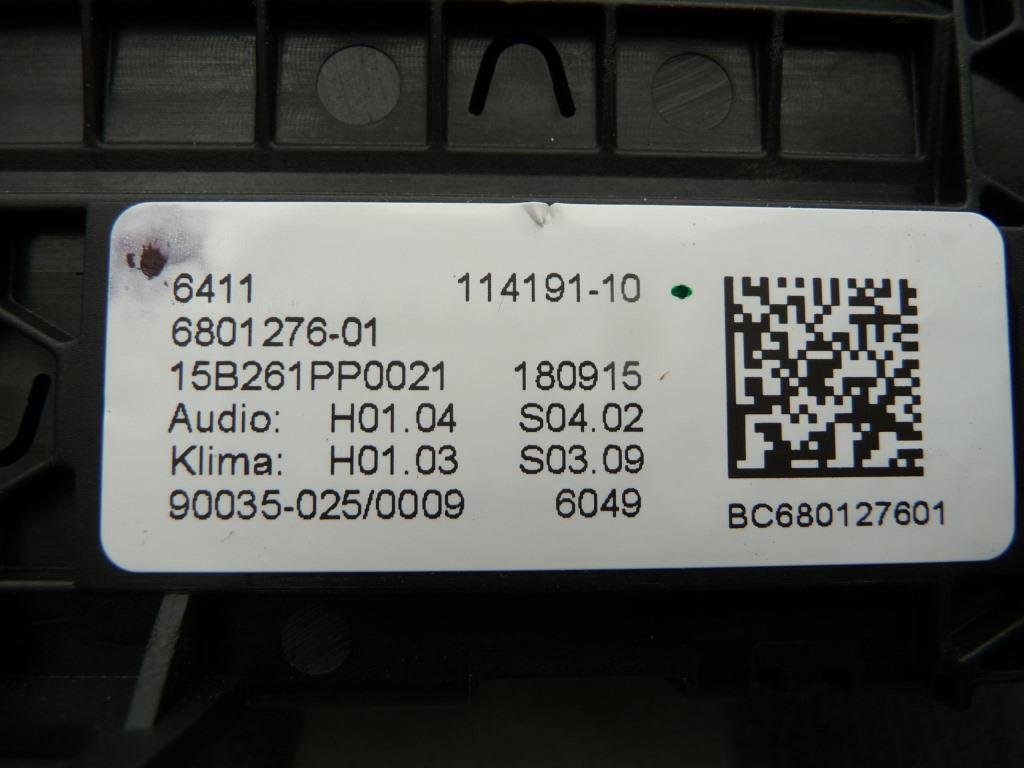 6411 114191-10
6801276-01
15B261PP0021 180915
Audio: H01.04 S04.02
Klima: H01.03 S03.09
90035-025/0009 6049
BC680127601